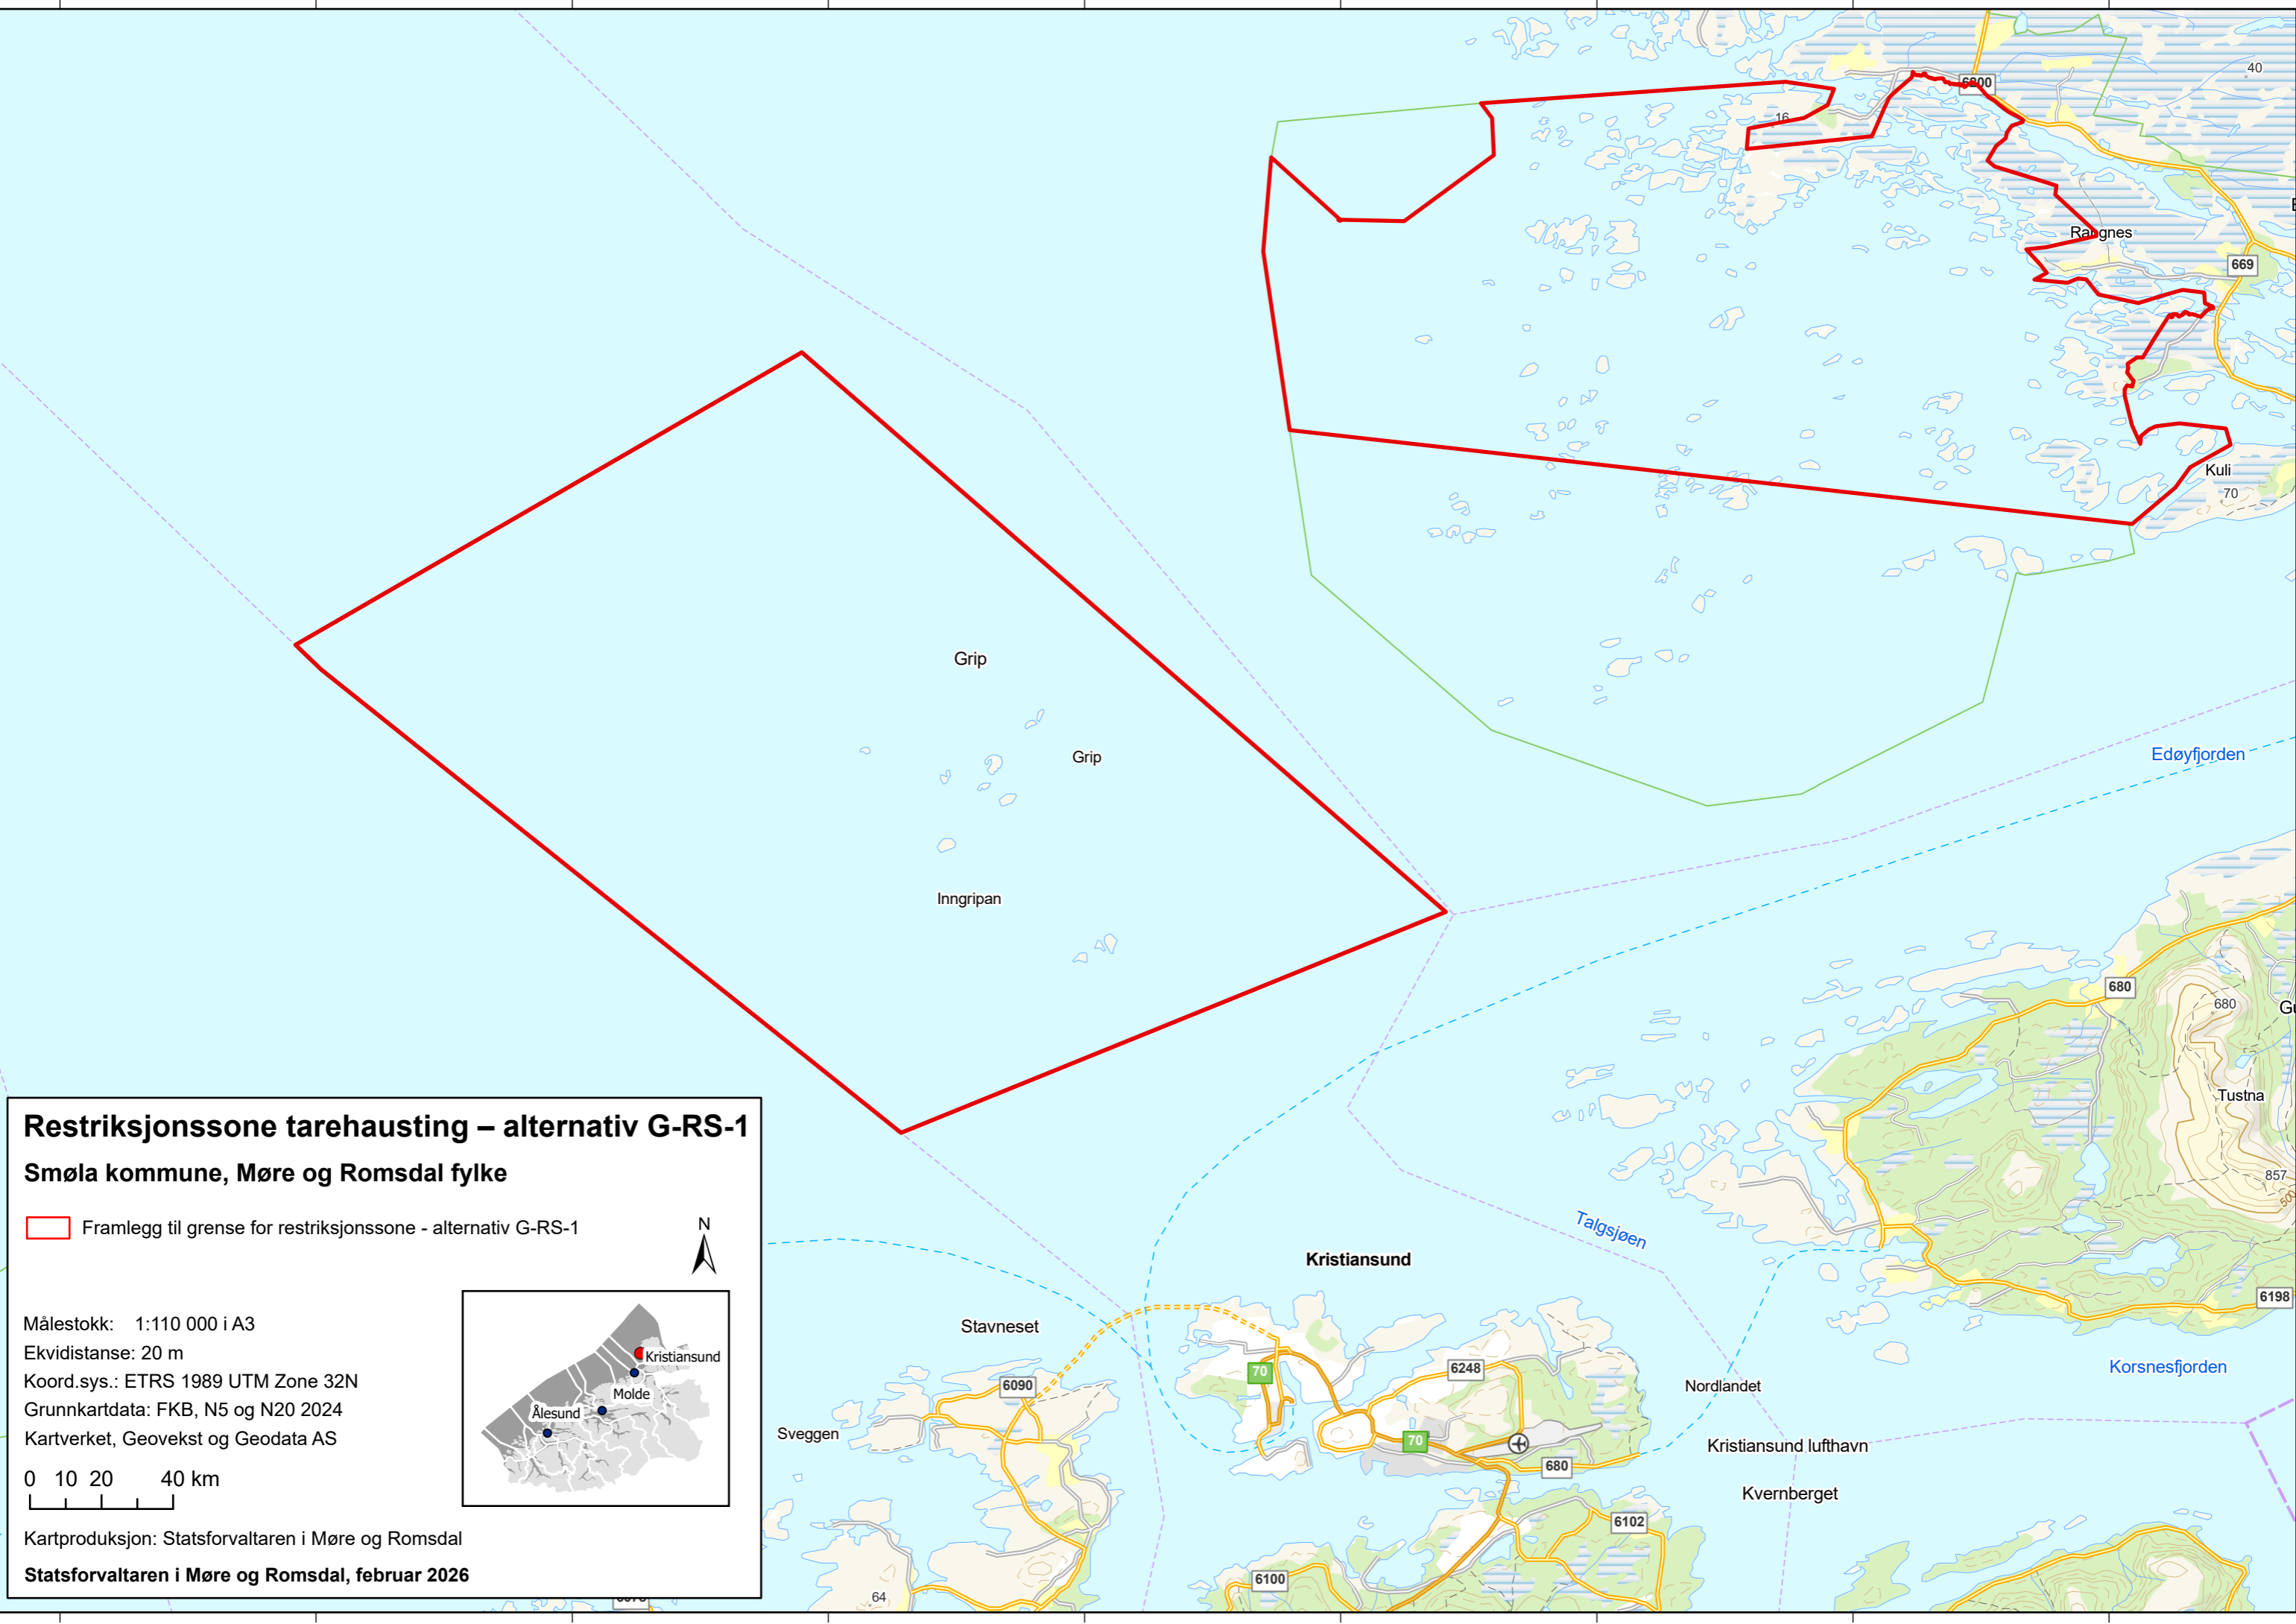 6200
40
16
Rangnes
669
Kuli
70
Grip
Grip
Edøyfjorden
Inngripan
680
680
Tustna
857
500
Talgsjøen
Kristiansund
6198
Stavneset
70
6248
Korsnesfjorden
6090
Nordlandet
Sveggen
70
Kristiansund lufthavn
680
Kvernberget
6102
6100
64
Restriksjonssone tarehausting – alternativ G-RS-1
Smøla kommune, Møre og Romsdal fylke
Framlegg til grense for restriksjonssone - alternativ G-RS-1
N
Målestokk: 1:110 000 i A3
Ekvidistanse: 20 m
Koord.sys.: ETRS 1989 UTM Zone 32N
Grunnkartdata: FKB, N5 og N20 2024
Kartverket, Geovekst og Geodata AS
0 10 20 40 km
Kristiansund
Molde
Ålesund
Kartproduksjon: Statsforvaltaren i Møre og Romsdal
Statsforvaltaren i Møre og Romsdal, februar 2026